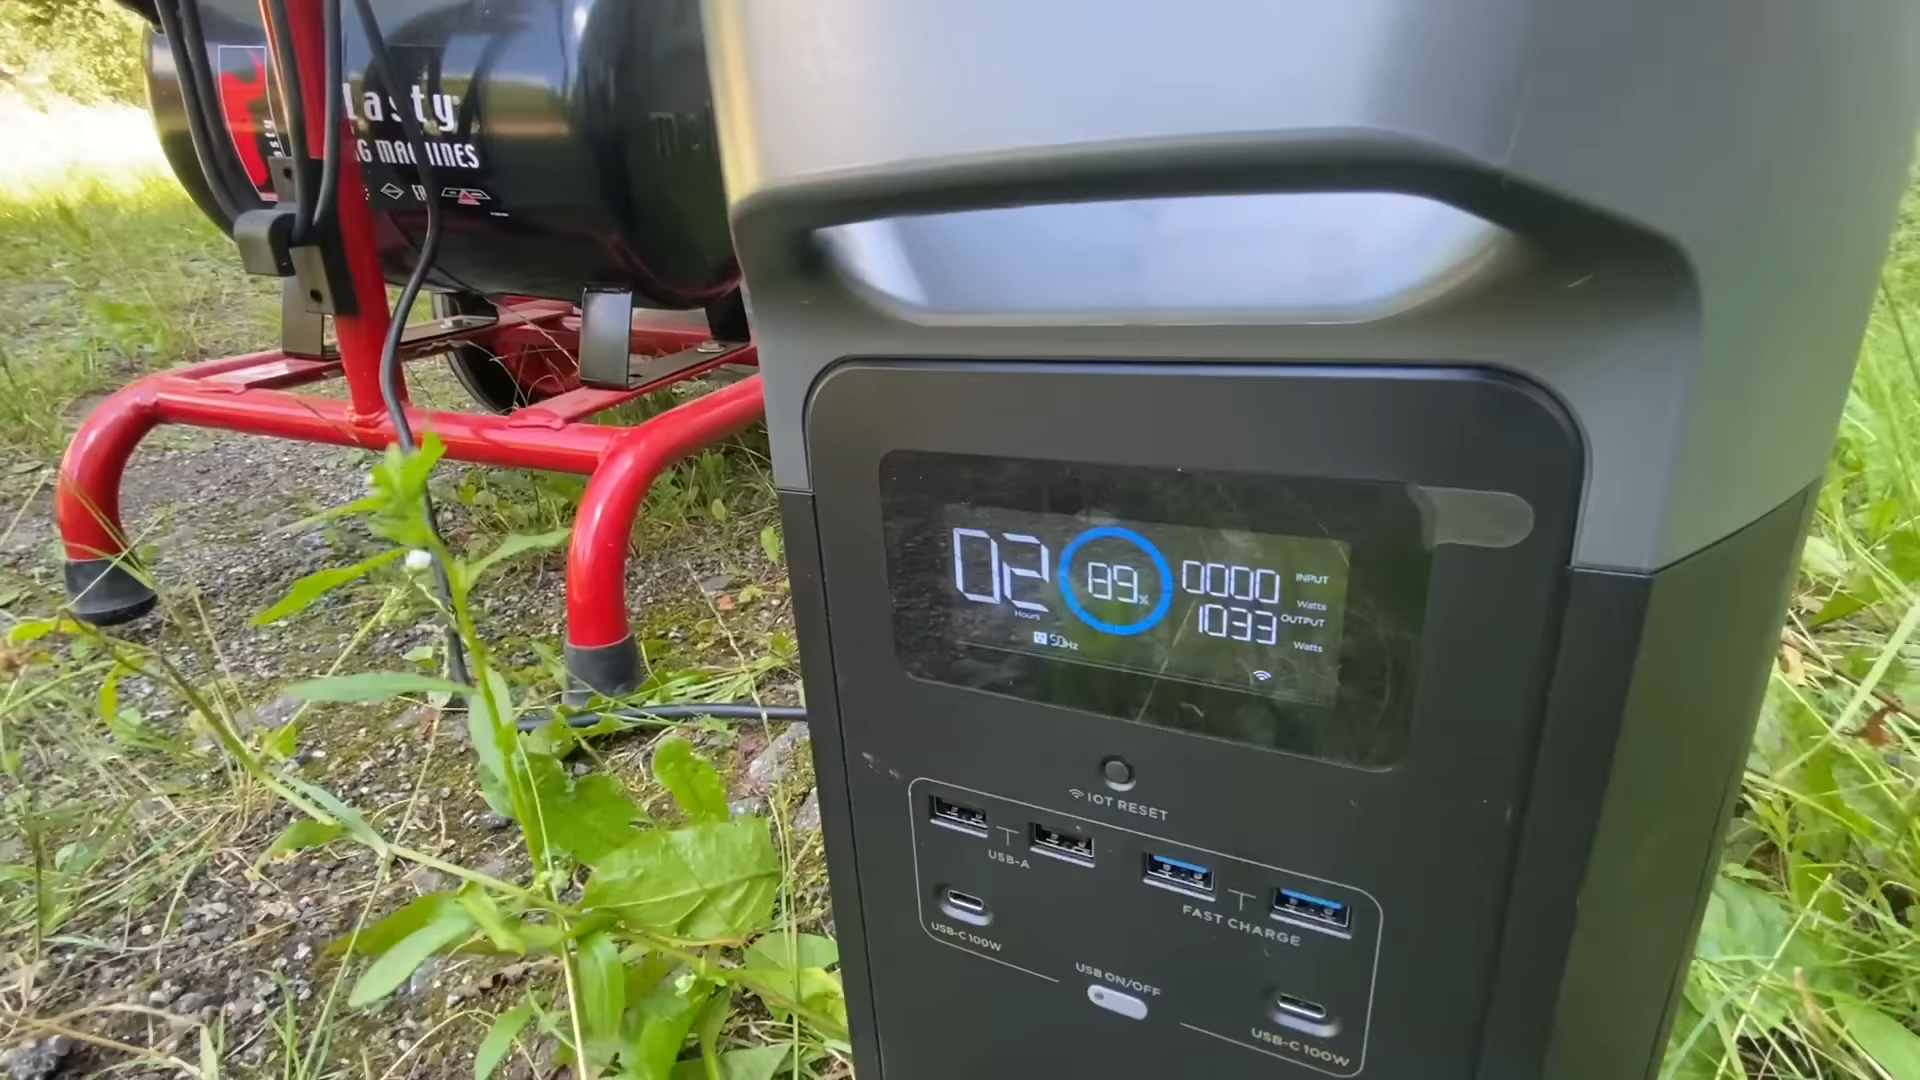 lasty
G MACHINES
asty
02
Hours
89%
0000 INPUT
Watts
1033 OUTPUT
Watts
50Hz
IOT RESET
USB-A
FAST CHARGE
USB-C 100W
USB ON/OFF
USB-C 100W